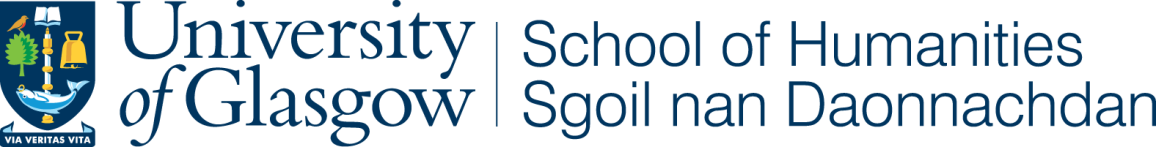 University
of Glasgow
School of Humanities
Sgoil nan Daonnachdan
VIA VERITAS VITA